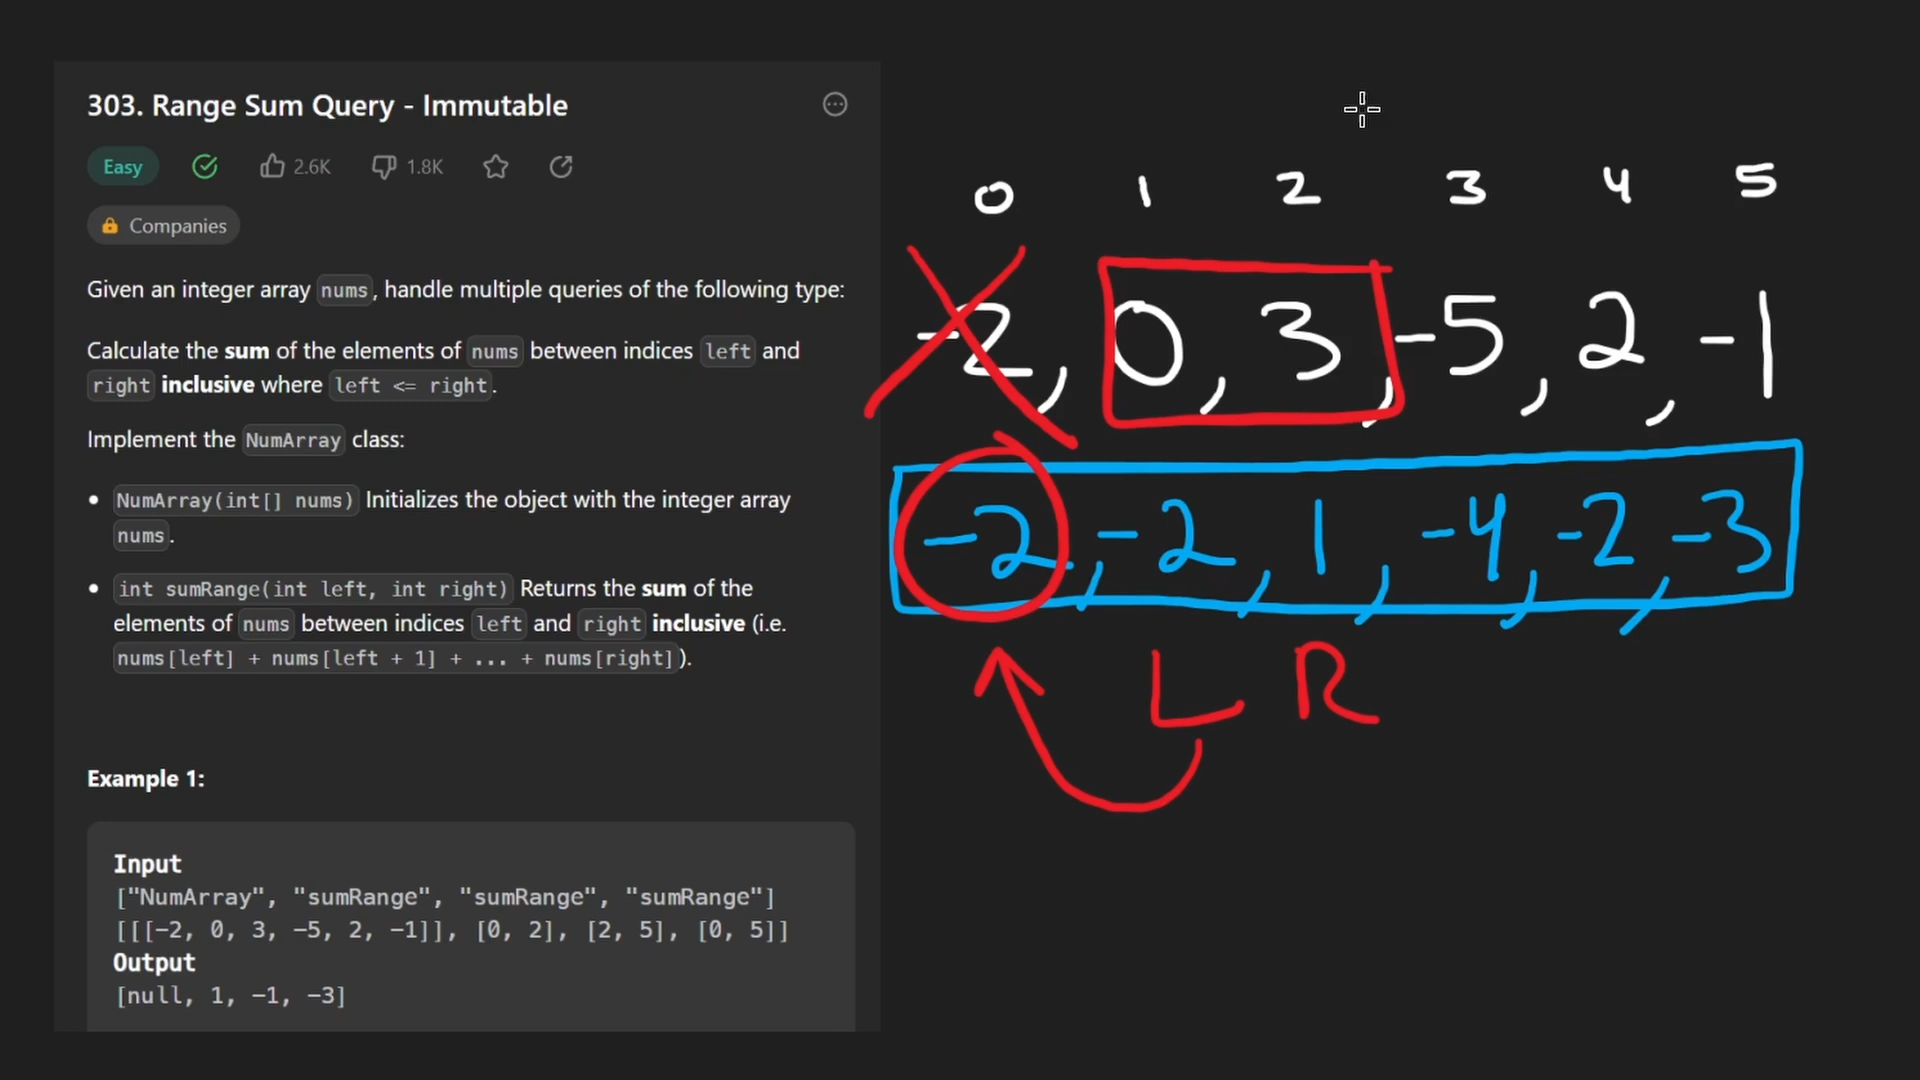 303. Range Sum Query - Immutable
Easy 2.6K 1.8K
Companies
Given an integer array nums, handle multiple queries of the following type:
Calculate the sum of the elements of nums between indices left and
right inclusive where left <= right.
Implement the NumArray class:
• NumArray(int[] nums) Initializes the object with the integer array
nums.
• int sumRange(int left, int right) Returns the sum of the
elements of nums between indices left and right inclusive (i.e.
nums[left] + nums[left + 1] + ... + nums[right]).
Example 1:
Input
["NumArray", "sumRange", "sumRange", "sumRange"]
[[[-2, 0, 3, -5, 2, -1]], [0, 2], [2, 5], [0, 5]]
Output
[null, 1, -1, -3]
0 1 2 3 4 5
-2, 0, 3, -5, 2, -1
-2, -2, 1, -4, -2, -3
L R